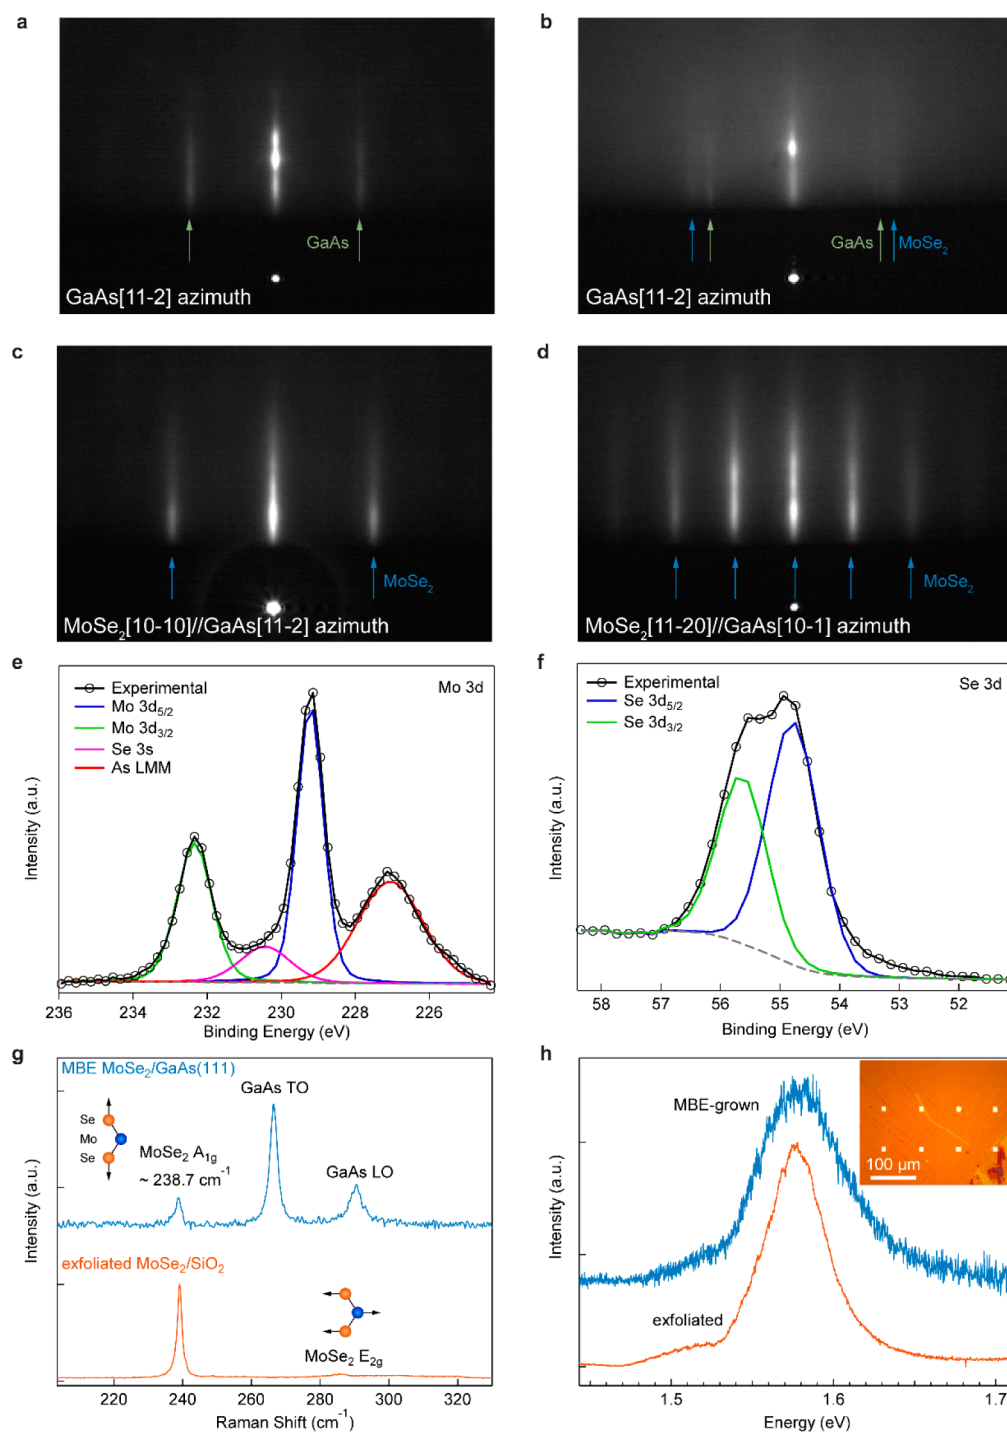 a
GaAs
GaAs[11-2] azimuth
b
GaAs
MoSe₂
GaAs[11-2] azimuth
c
MoSe₂
MoSe₂[10-10]//GaAs[11-2] azimuth
d
MoSe₂
MoSe₂[11-20]//GaAs[10-1] azimuth
e
Mo 3d
Experimental
Mo 3d₅/₂
Mo 3d₃/₂
Se 3s
As LMM
Intensity (a.u.)
236 234 232 230 228 226
Binding Energy (eV)
f
Se 3d
Experimental
Se 3d₅/₂
Se 3d₃/₂
Intensity (a.u.)
58 57 56 55 54 53 52
Binding Energy (eV)
g
MBE MoSe₂/GaAs(111)
GaAs TO
Se
Mo
Se
MoSe₂ A₁g
~ 238.7 cm⁻¹
GaAs LO
exfoliated MoSe₂/SiO₂
MoSe₂ E₂g
Intensity (a.u.)
220 240 260 280 300 320
Raman Shift (cm⁻¹)
h
MBE-grown
100 µm
exfoliated
Intensity (a.u.)
1.5 1.6 1.7
Energy (eV)